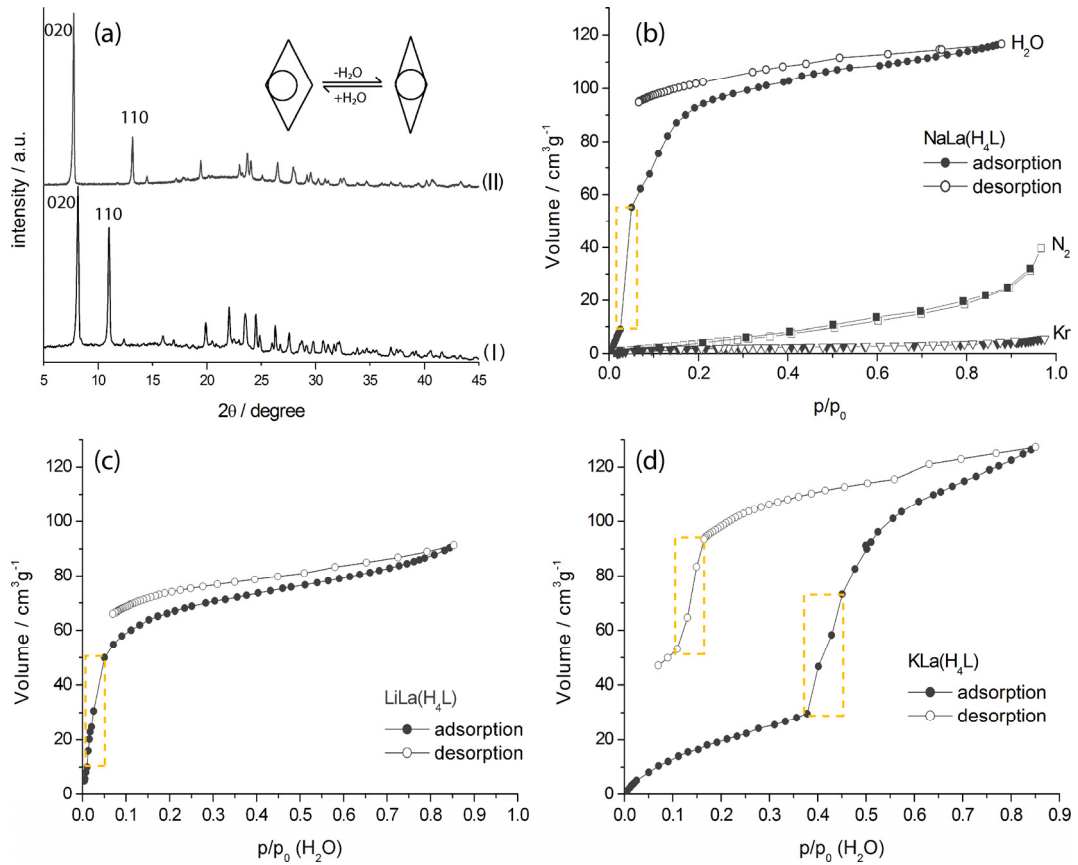 (a)
020
110
-H₂O
+H₂O
(II)
020
110
(I)
intensity / a.u.
5 10 15 20 25 30 35 40 45
2θ / degree
(b)
120
100
80
60
40
20
0
Volume / cm³g⁻¹
H₂O
NaLa(H₄L)
adsorption
desorption
N₂
Kr
0.0 0.2 0.4 0.6 0.8 1.0
p/p₀
(c)
120
100
80
60
40
20
0
Volume / cm³g⁻¹
LiLa(H₄L)
adsorption
desorption
0.0 0.1 0.2 0.3 0.4 0.5 0.6 0.7 0.8 0.9 1.0
p/p₀ (H₂O)
(d)
120
100
80
60
40
20
0
Volume / cm³g⁻¹
KLa(H₄L)
adsorption
desorption
0.0 0.1 0.2 0.3 0.4 0.5 0.6 0.7 0.8 0.9
p/p₀ (H₂O)